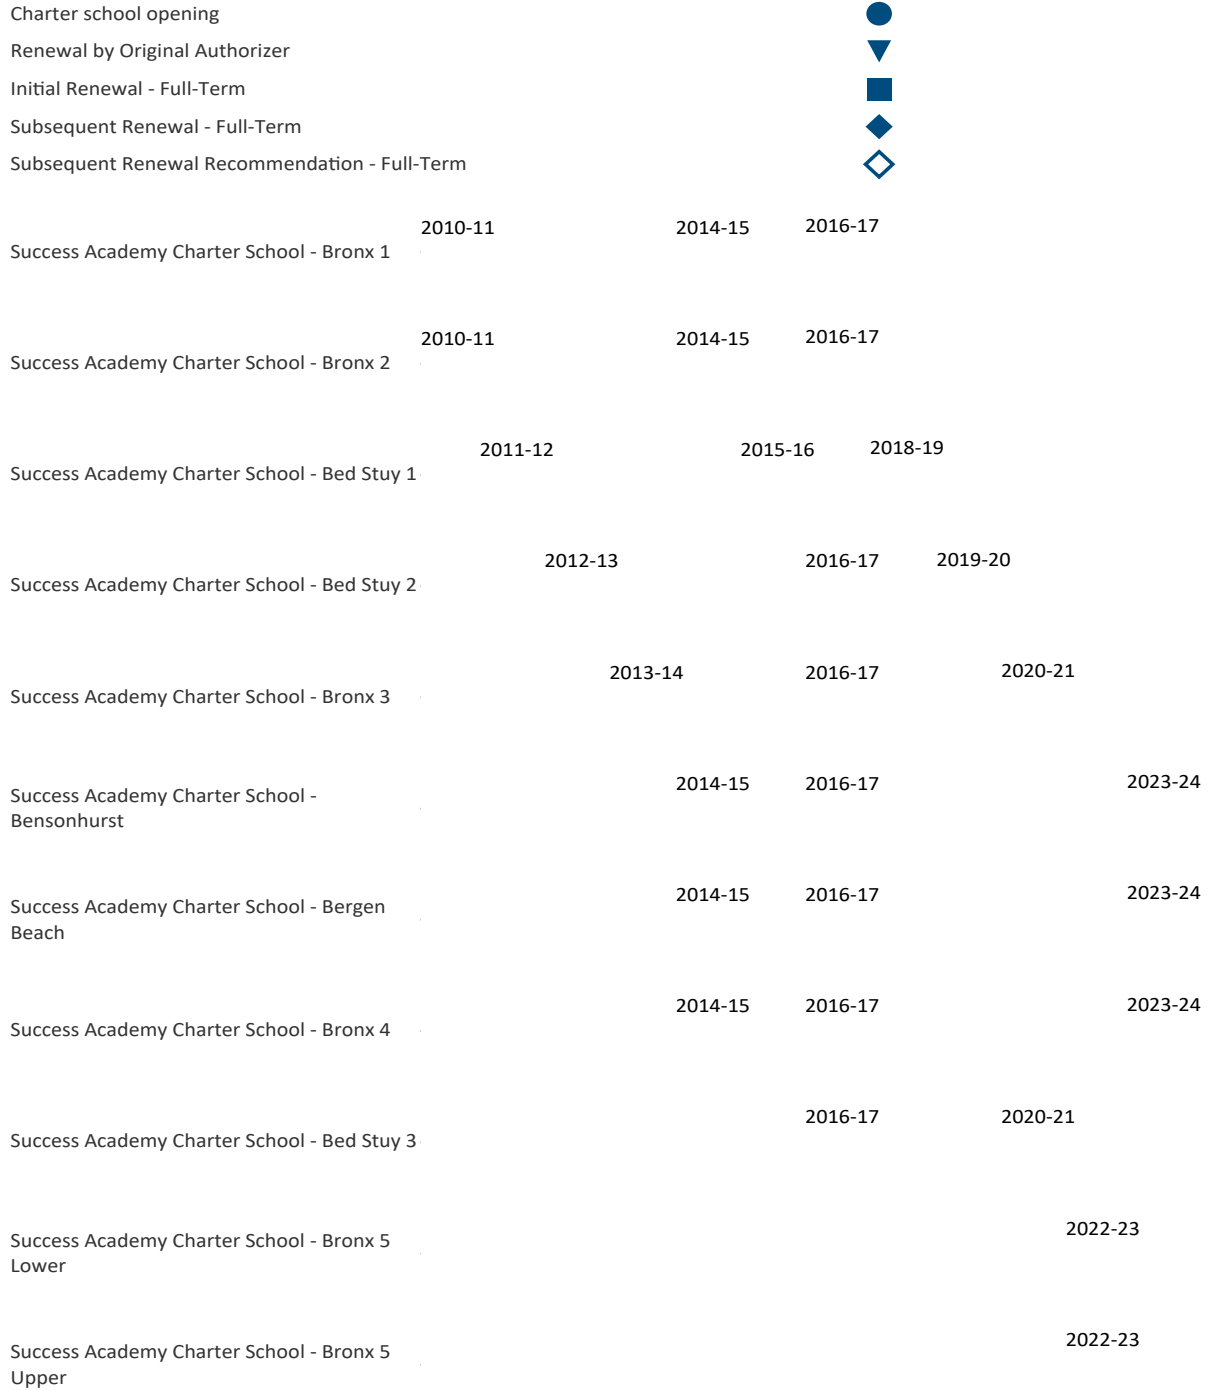 Charter school opening
Renewal by Original Authorizer
Initial Renewal - Full-Term
Subsequent Renewal - Full-Term
Subsequent Renewal Recommendation - Full-Term
2010-11 2014-15 2016-17
Success Academy Charter School - Bronx 1
2010-11 2014-15 2016-17
Success Academy Charter School - Bronx 2
2011-12 2015-16 2018-19
Success Academy Charter School - Bed Stuy 1
2012-13 2016-17 2019-20
Success Academy Charter School - Bed Stuy 2
2013-14 2016-17 2020-21
Success Academy Charter School - Bronx 3
2014-15 2016-17 2023-24
Success Academy Charter School -
Bensonhurst
2014-15 2016-17 2023-24
Success Academy Charter School - Bergen
Beach
2014-15 2016-17 2023-24
Success Academy Charter School - Bronx 4
2016-17 2020-21
Success Academy Charter School - Bed Stuy 3
2022-23
Success Academy Charter School - Bronx 5
Lower
2022-23
Success Academy Charter School - Bronx 5
Upper